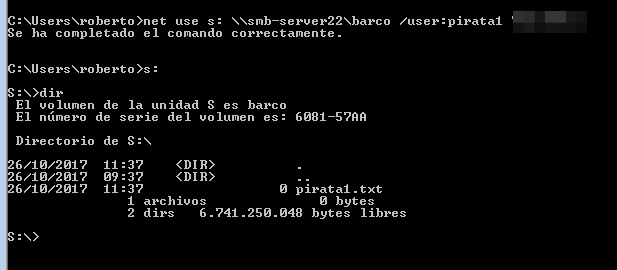 C:\Users\roberto>net use s: \\smb-server22\barco /user:pirata1
Se ha completado el comando correctamente.
C:\Users\roberto>s:
S:\>dir
El volumen de la unidad S es barco
El número de serie del volumen es: 6081-57AA
Directorio de S:\
26/10/2017  11:37    <DIR>          .
26/10/2017  09:37    <DIR>          ..
26/10/2017  11:37                 0 pirata1.txt
1 archivos              0 bytes
2 dirs   6.741.250.048 bytes libres
S:\>